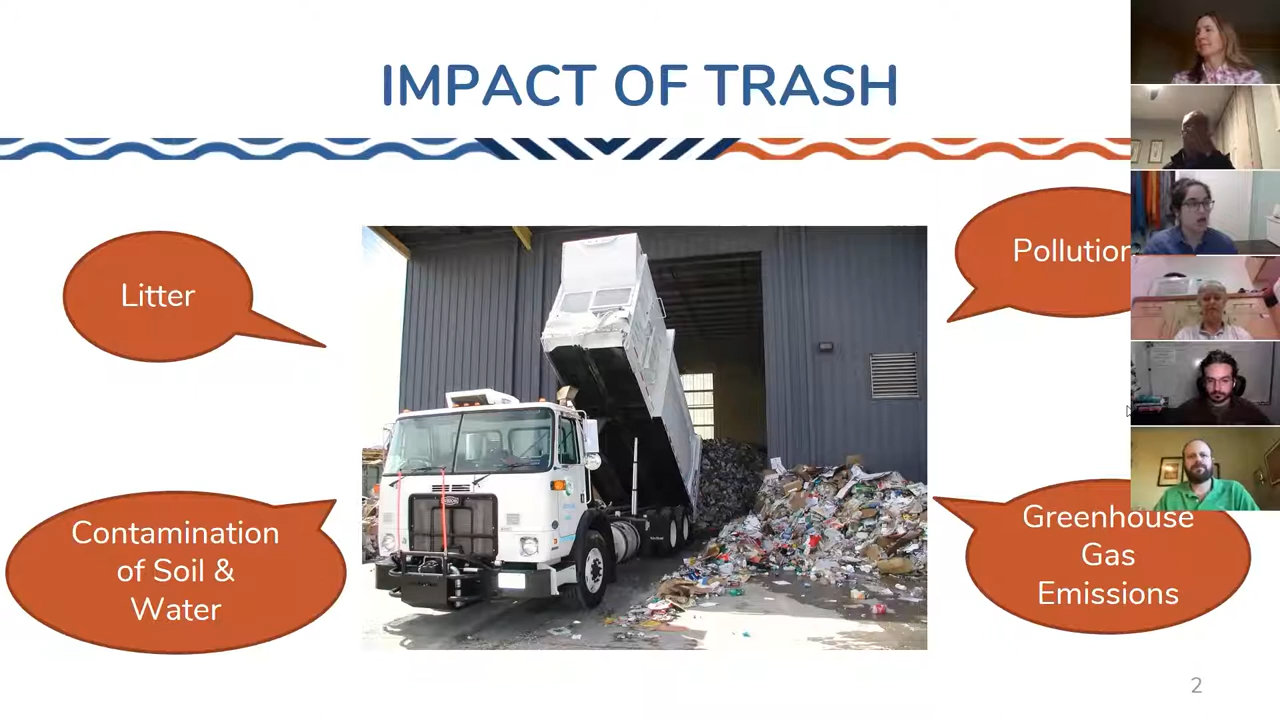 IMPACT OF TRASH
Litter
Pollution
Contamination
of Soil &
Water
Greenhouse
Gas
Emissions
2